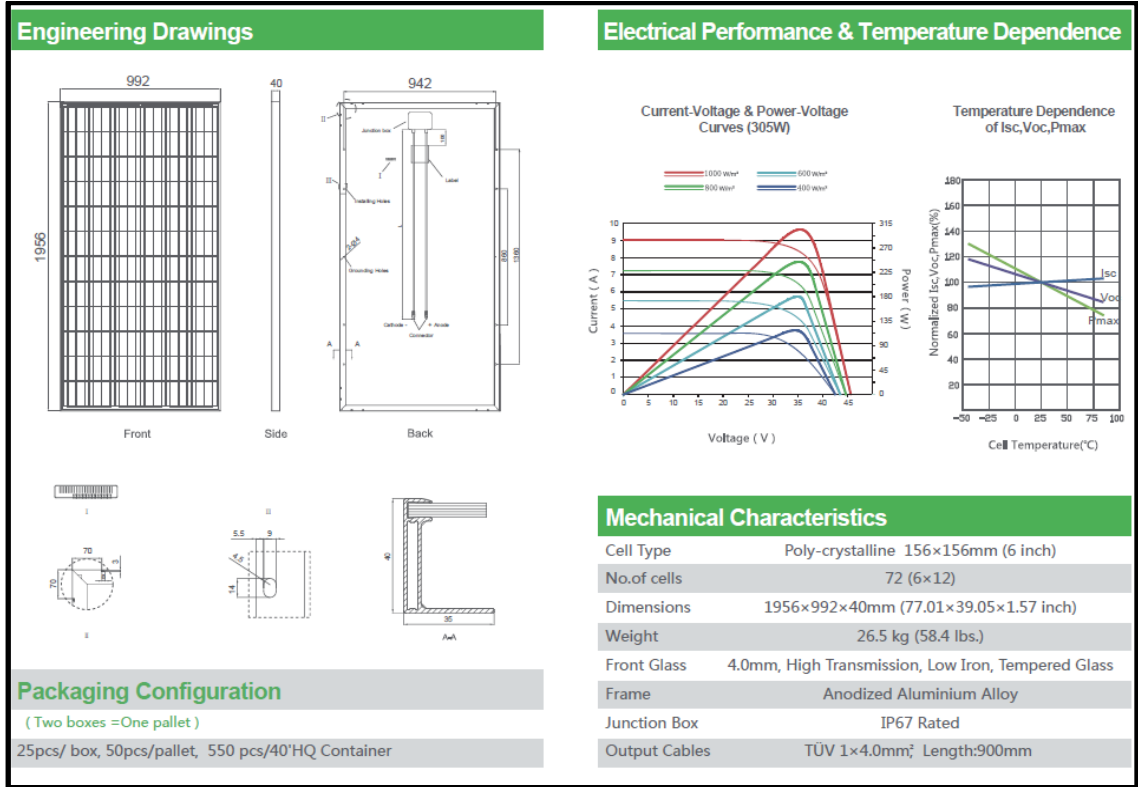 Engineering Drawings
992
40
942
1956
Junction box
Label
Installing Holes
Grounding Holes
860
1360
Cathode -
+ Anode
Connector
A
A
I
II
III
Front
Side
Back
I
70
70
3
II
5.5
9
14
40
35
A-A
Packaging Configuration
( Two boxes =One pallet )
25pcs/ box, 50pcs/pallet, 550 pcs/40'HQ Container
Electrical Performance & Temperature Dependence
Current-Voltage & Power-Voltage
Curves (305W)
1000 W/m²
600 W/m²
800 W/m²
400 W/m²
10
9
8
7
6
5
4
3
2
1
0
Current ( A )
315
270
225
180
135
90
45
0
Power ( W )
0 5 10 15 20 25 30 35 40 45
Voltage ( V )
Temperature Dependence
of Isc,Voc,Pmax
180
160
140
120
100
80
60
40
20
Normalized Isc,Voc,Pmax(%)
Isc
Voc
Pmax
-50 -25 0 25 50 75 100
Cell Temperature(℃)
Mechanical Characteristics
Cell Type Poly-crystalline 156×156mm (6 inch)
No.of cells 72 (6×12)
Dimensions 1956×992×40mm (77.01×39.05×1.57 inch)
Weight 26.5 kg (58.4 lbs.)
Front Glass 4.0mm, High Transmission, Low Iron, Tempered Glass
Frame Anodized Aluminium Alloy
Junction Box IP67 Rated
Output Cables TÜV 1×4.0mm², Length:900mm